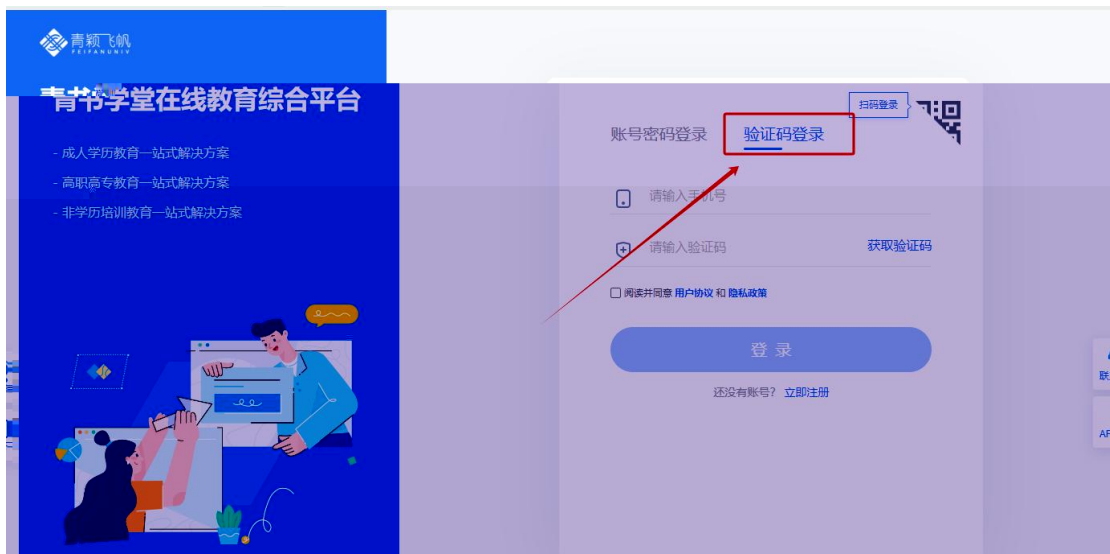 青颖飞帆
FEIFANUNIV
青书学堂在线教育综合平台
- 成人学历教育一站式解决方案
- 高职高专教育一站式解决方案
- 非学历培训教育一站式解决方案
扫码登录
账号密码登录 验证码登录
请输入手机号
请输入验证码 获取验证码
阅读并同意 用户协议 和 隐私政策
登 录
还没有账号? 立即注册
联
AP